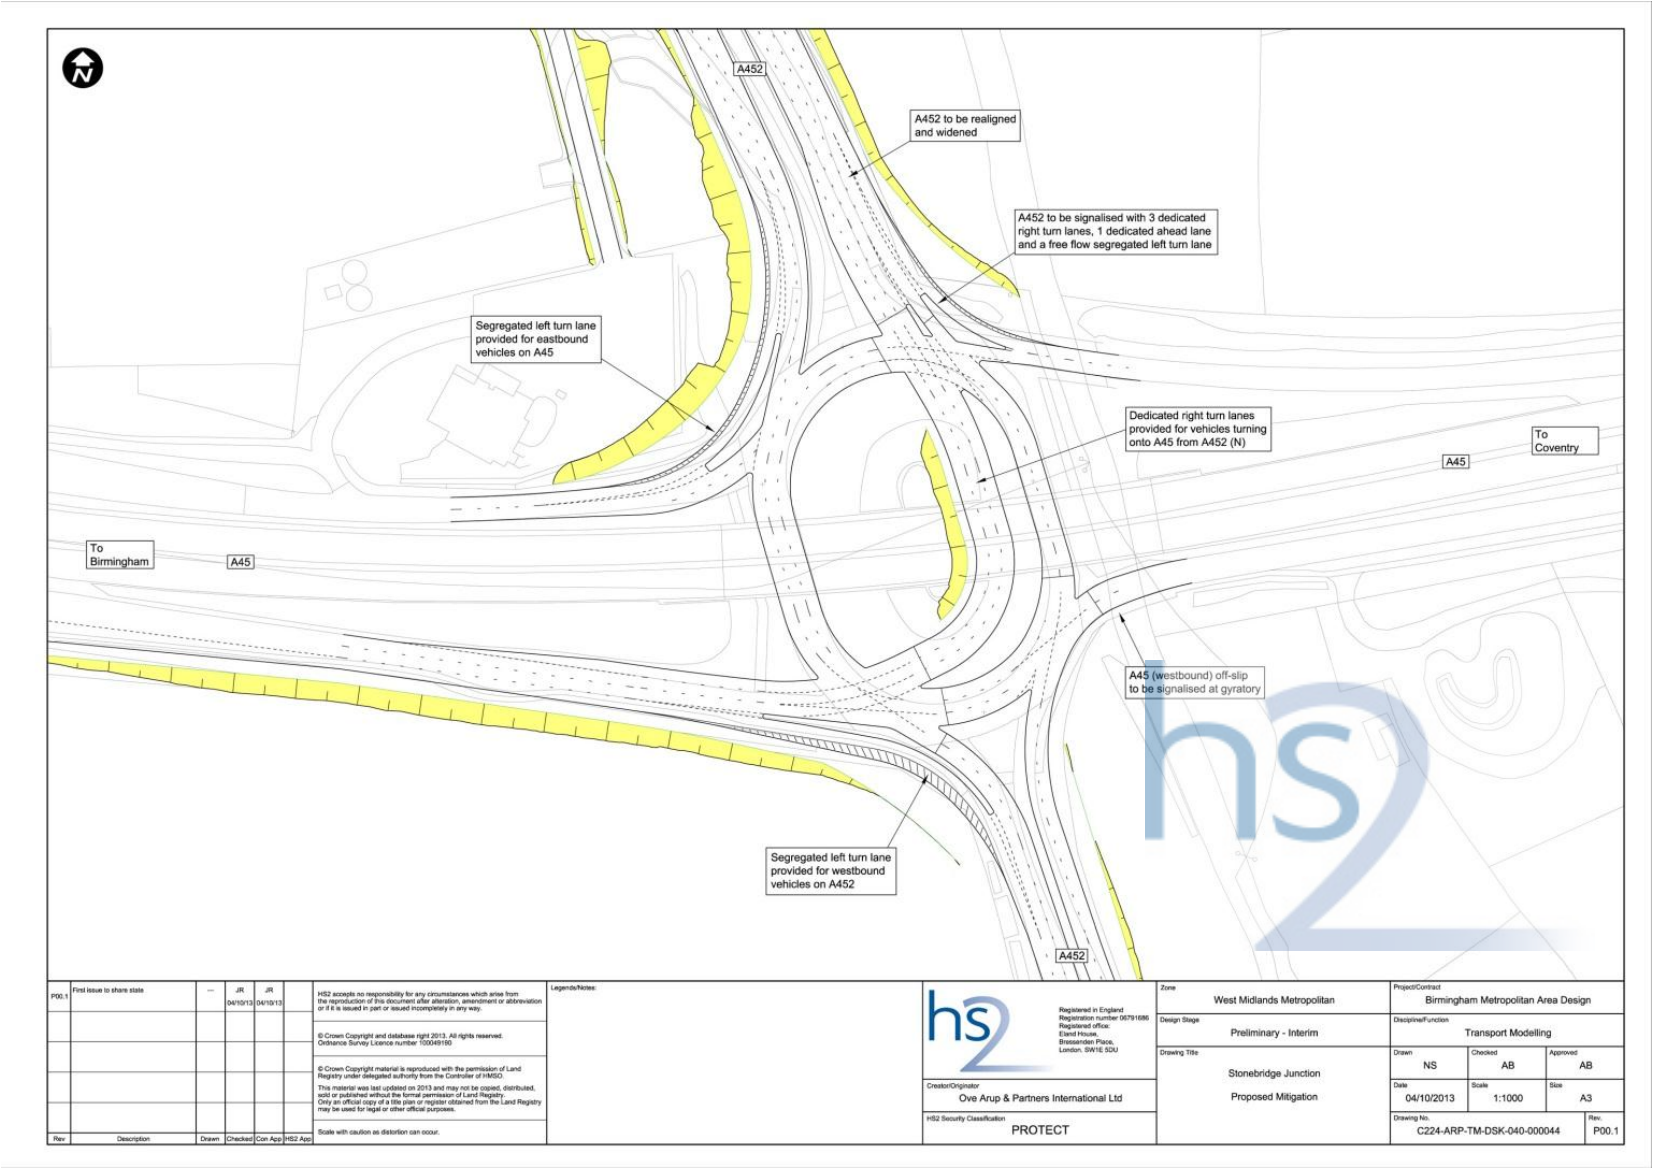 N
A452
A452 to be realigned
and widened
A452 to be signalised with 3 dedicated
right turn lanes, 1 dedicated ahead lane
and a free flow segregated left turn lane
Segregated left turn lane
provided for eastbound
vehicles on A45
Dedicated right turn lanes
provided for vehicles turning
onto A45 from A452 (N)
To
Coventry
A45
To
Birmingham
A45
A45 (westbound) off-slip
to be signalised at gyratory
hs2
Segregated left turn lane
provided for westbound
vehicles on A452
A452
P00.1
First issue to share state
---
JR
04/10/13
JR
04/10/13
Rev
Description
Drawn
Checked
Con App
HS2 App
HS2 accepts no responsibility for any circumstances which arise from
the reproduction of this document after alteration, amendment or abbreviation
or if it is issued in part or issued incompletely in any way.
© Crown Copyright and database right 2013. All rights reserved.
Ordnance Survey Licence number 100049190
© Crown Copyright material is reproduced with the permission of Land
Registry under delegated authority from the Controller of HMSO.
This material was last updated on 2013 and may not be copied, distributed,
sold or published without the formal permission of Land Registry.
Only an official copy of a title plan or register obtained from the Land Registry
may be used for legal or other official purposes.
Scale with caution as distortion can occur.
Legends/Notes:
hs2
Registered in England
Registration number 06791686
Registered office:
Eland House,
Bressenden Place,
London. SW1E 5DU
Creator/Originator
Ove Arup & Partners International Ltd
HS2 Security Classification
PROTECT
Zone
West Midlands Metropolitan
Design Stage
Preliminary - Interim
Drawing Title
Stonebridge Junction
Proposed Mitigation
Project/Contract
Birmingham Metropolitan Area Design
Discipline/Function
Transport Modelling
Drawn
NS
Checked
AB
Approved
AB
Date
04/10/2013
Scale
1:1000
Size
A3
Drawing No.
C224-ARP-TM-DSK-040-000044
Rev.
P00.1